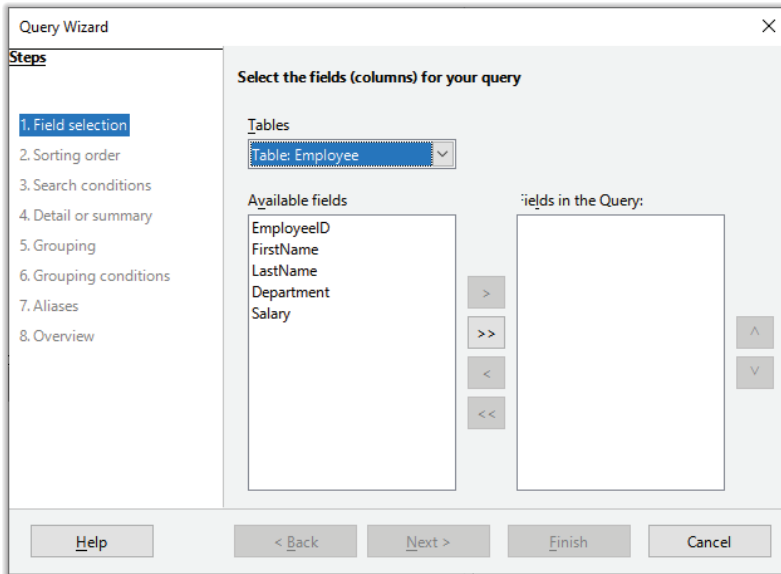 Query Wizard
Steps
Select the fields (columns) for your query
1. Field selection
2. Sorting order
3. Search conditions
4. Detail or summary
5. Grouping
6. Grouping conditions
7. Aliases
8. Overview
Tables
Table: Employee
Available fields
EmployeeID
FirstName
LastName
Department
Salary
>
>>
<
<<
Fields in the Query:
Help
< Back
Next >
Finish
Cancel